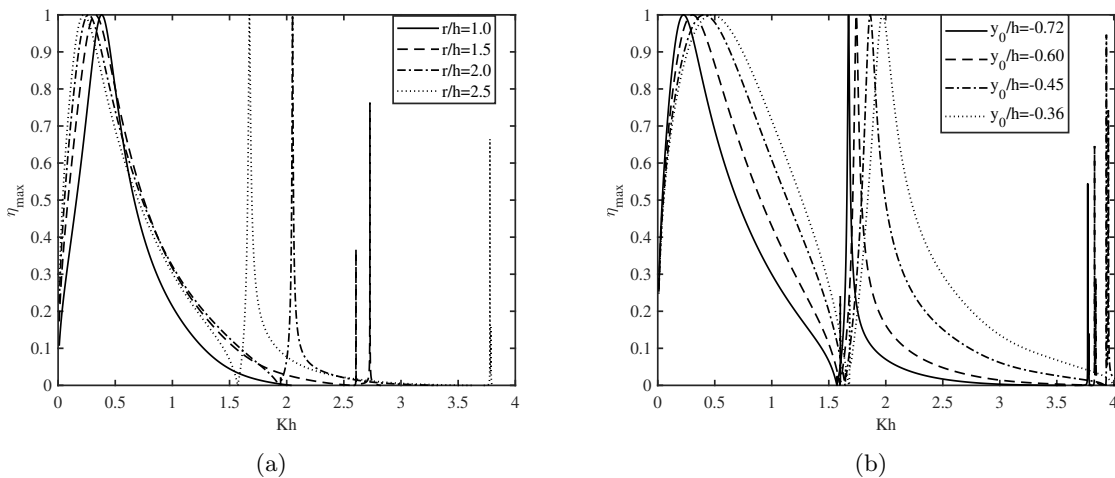 r/h=1.0
r/h=1.5
r/h=2.0
r/h=2.5
η_max
1
0.9
0.8
0.7
0.6
0.5
0.4
0.3
0.2
0.1
0
0 0.5 1 1.5 2 2.5 3 3.5 4
Kh
(a)
y_0/h=-0.72
y_0/h=-0.60
y_0/h=-0.45
y_0/h=-0.36
η_max
1
0.9
0.8
0.7
0.6
0.5
0.4
0.3
0.2
0.1
0
0 0.5 1 1.5 2 2.5 3 3.5 4
Kh
(b)